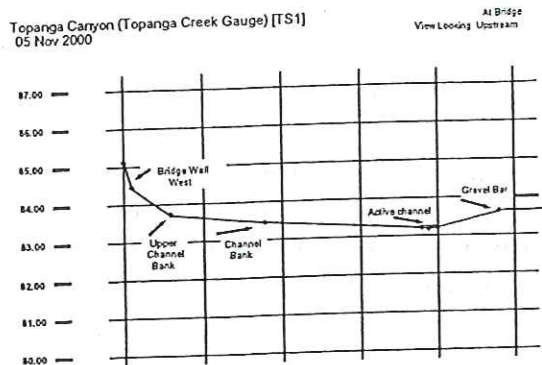 Topanga Canyon (Topanga Creek Gauge) [TS1]
05 Nov 2000
At Bridge
View Looking Upstream
87.00
86.00
85.00
84.00
83.00
82.00
81.00
80.00
Bridge Wall
West
Upper
Channel
Bank
Channel
Bank
Active channel
Gravel Bar